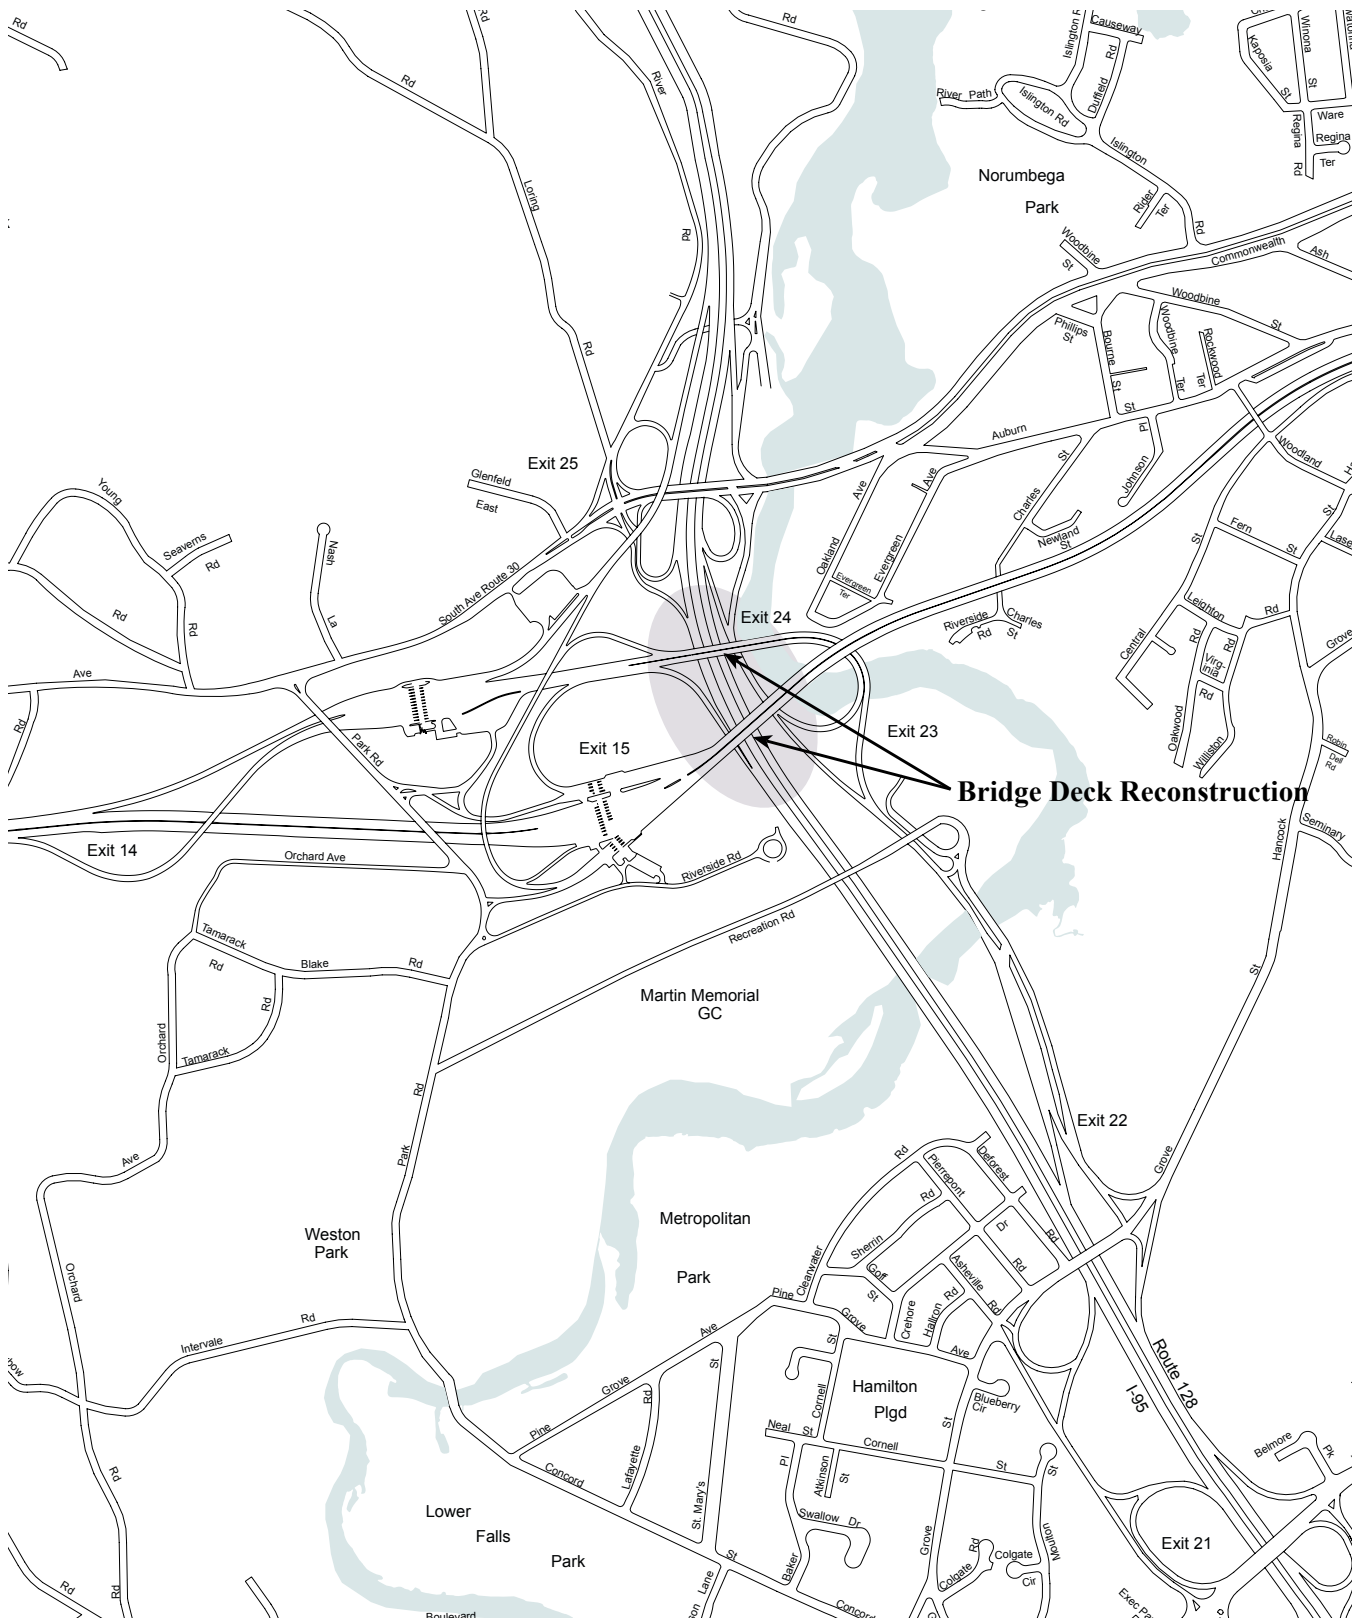 Rd
Rd
Rd
Causeway
Islington R
Rd
Duffield
Winona
St
Kaposia
St
Ware
Regina
Regina
Rd
Ter
Rd
River
River Path
Islington Rd
Islington
Norumbega
Park
Rider
Ter
Rd
Loring
Rd
Woodbine
St
Commonwealth
Ash
Woodbine
St
Phillips
St
Bourne
St
Woodbine
Ter
Rockwood
Ter
Rd
St
Pl
Auburn
Exit 25
Glenfeld
East
Young
Seaverns
Rd
Nash
La
South Ave Route 30
Ave
Ave
Charles
St
Johnson
Woodland
Newland
St
Fern
St
St
St
Lase
Oakland
Evergreen
Evergreen
Ter
Rd
Rd
Exit 24
Riverside
Rd
Charles
St
Leighton
Rd
Rd
Rd
Central
Virg-
inia
Rd
Grove
Ave
Rd
Park Rd
Exit 15
Exit 23
Oakwood
Williston
Robin
Dell
Rd
Bridge Deck Reconstruction
Exit 14
Orchard Ave
Riverside Rd
Hancock
Seminary
Recreation Rd
Tamarack
Rd
Blake
Rd
Rd
St
Martin Memorial
GC
Orchard
Tamarack
Rd
Park
Exit 22
Ave
Grove
Rd
Pierrepont
Deforest
Rd
Metropolitan
Park
Weston
Park
Dr
Rd
Rd
Sherrin
Goff
St
Asheville
Rd
Orchard
Clearwater
Pine
Crehore
Halleron
Rd
Grove
Ave
St
Rd
Intervale
bow
Ave
Grove
Pine
Rd
St
Route 128
I-95
Hamilton
Plgd
Cornell
Blueberry
Cir
St
Neal St
Cornell
St
St
Belmore
Pk
Pl
Atkinson
St
Concord
Lafayette
Rd
Lower
Falls
Park
St. Mary's
Swallow Dr
St
Grove
Baker
Moulton
Rd
Colgate
Colgate
Cir
Exit 21
Rd
Rd
son Lane
Concord
Boulevard
Exec Pa